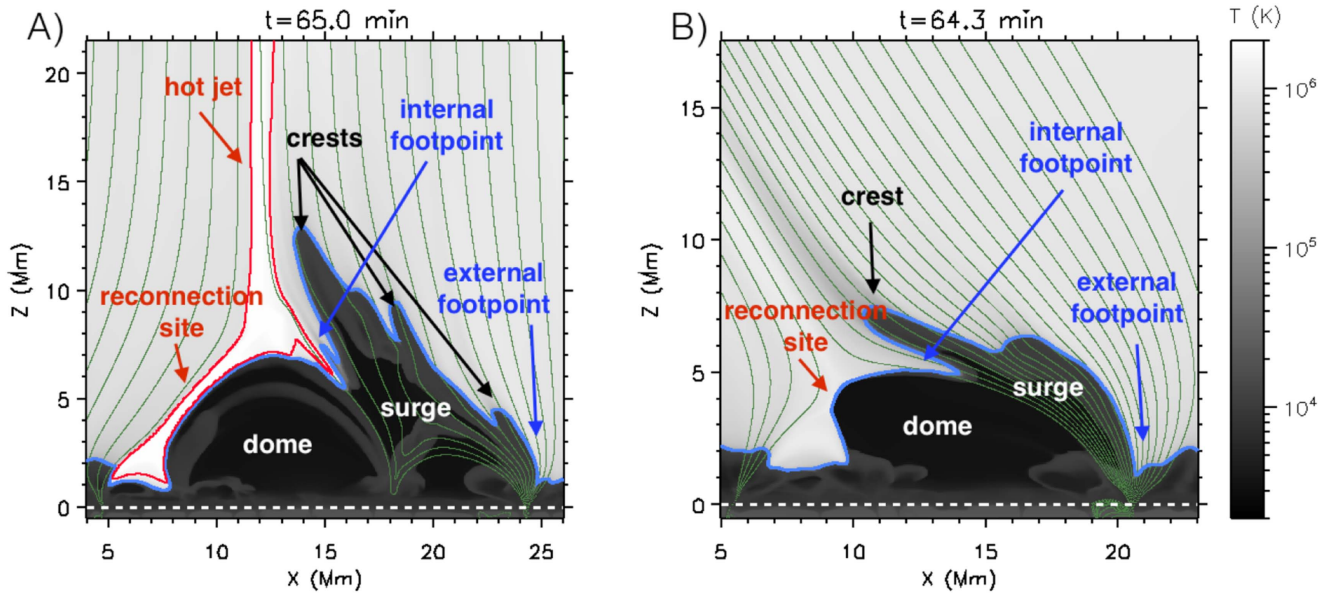 A)
t=65.0 min
hot jet
internal
footpoint
crests
external
footpoint
reconnection
site
surge
dome
Z (Mm)
20
15
10
5
0
5
10
15
20
25
X (Mm)
B)
t=64.3 min
internal
footpoint
crest
external
footpoint
reconnection
site
surge
dome
Z (Mm)
15
10
5
0
5
10
15
20
X (Mm)
T (K)
10⁶
10⁵
10⁴